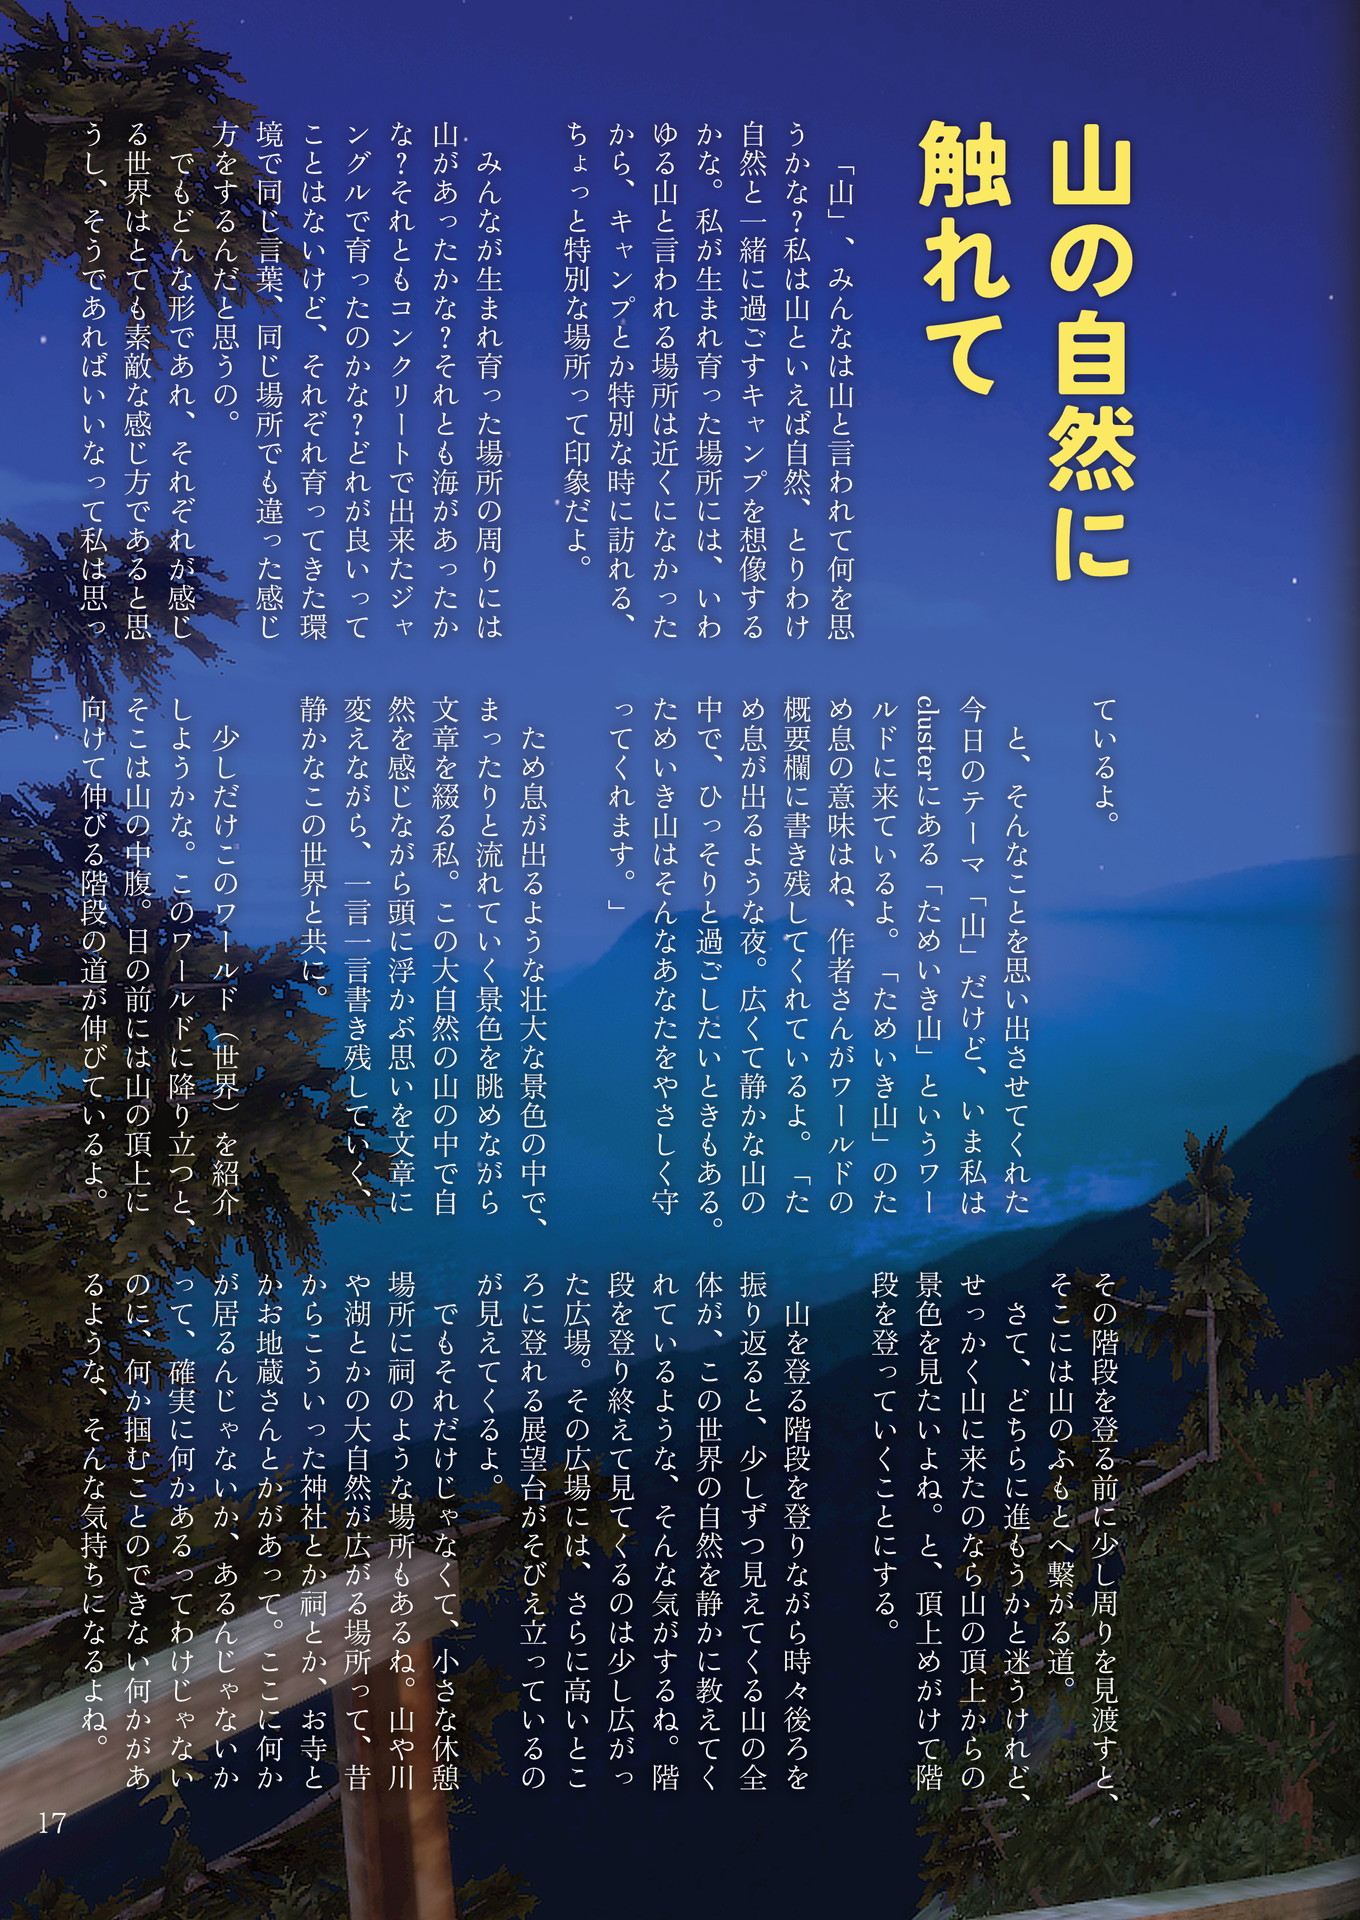 山の自然に
触れて
「山」、みんなは山と言われて何を思
うかな？私は山といえば自然、とりわけ
自然と一緒に過ごすキャンプを想像する
かな。私が生まれ育った場所には、いわ
ゆる山と言われる場所は近くになかった
から、キャンプとか特別な時に訪れる、
ちょっと特別な場所って印象だよ。
みんなが生まれ育った場所の周りには
山があったかな？それとも海があったか
な？それともコンクリートで出来たジャ
ングルで育ったのかな？どれが良いって
ことはないけど、それぞれ育ってきた環
境で同じ言葉、同じ場所でも違った感じ
方をするんだと思うの。
でもどんな形であれ、それぞれが感じ
る世界はとても素敵な感じ方であると思
うし、そうであればいいなって私は思っ
ているよ。
と、そんなことを思い出させてくれた
今日のテーマ「山」だけど、いま私は
clusterにある「ためいき山」というワー
ルドに来ているよ。「ためいき山」のた
め息の意味はね、作者さんがワールドの
概要欄に書き残してくれているよ。「た
め息が出るような夜。広くて静かな山の
中で、ひっそりと過ごしたいときもある。
ためいき山はそんなあなたをやさしく守
ってくれます。」
ため息が出るような壮大な景色の中で、
まったりと流れていく景色を眺めながら
文章を綴る私。この大自然の山の中で自
然を感じながら頭に浮かぶ思いを文章に
変えながら、一言一言書き残していく、
静かなこの世界と共に。
少しだけこのワールド（世界）を紹介
しようかな。このワールドに降り立つと、
そこは山の中腹。目の前には山の頂上に
向けて伸びる階段の道が伸びているよ。
その階段を登る前に少し周りを見渡すと、
そこには山のふもとへ繋がる道。
さて、どちらに進もうかと迷うけれど、
せっかく山に来たのなら山の頂上からの
景色を見たいよね。と、頂上めがけて階
段を登っていくことにする。
山を登る階段を登りながら時々後ろを
振り返ると、少しずつ見えてくる山の全
体が、この世界の自然を静かに教えてく
れているような、そんな気がするね。階
段を登り終えて見てくるのは少し広がっ
た広場。その広場には、さらに高いとこ
ろに登れる展望台がそびえ立っているの
が見えてくるよ。
でもそれだけじゃなくて、小さな休憩
場所に祠のような場所もあるね。山や川
や湖とかの大自然が広がる場所って、昔
からこういった神社とか祠とか、お寺と
かお地蔵さんとかがあって。ここに何か
が居るんじゃないか、あるんじゃないか
って、確実に何かあるってわけじゃない
のに、何か掴むことのできない何かがあ
るような、そんな気持ちになるよね。
17